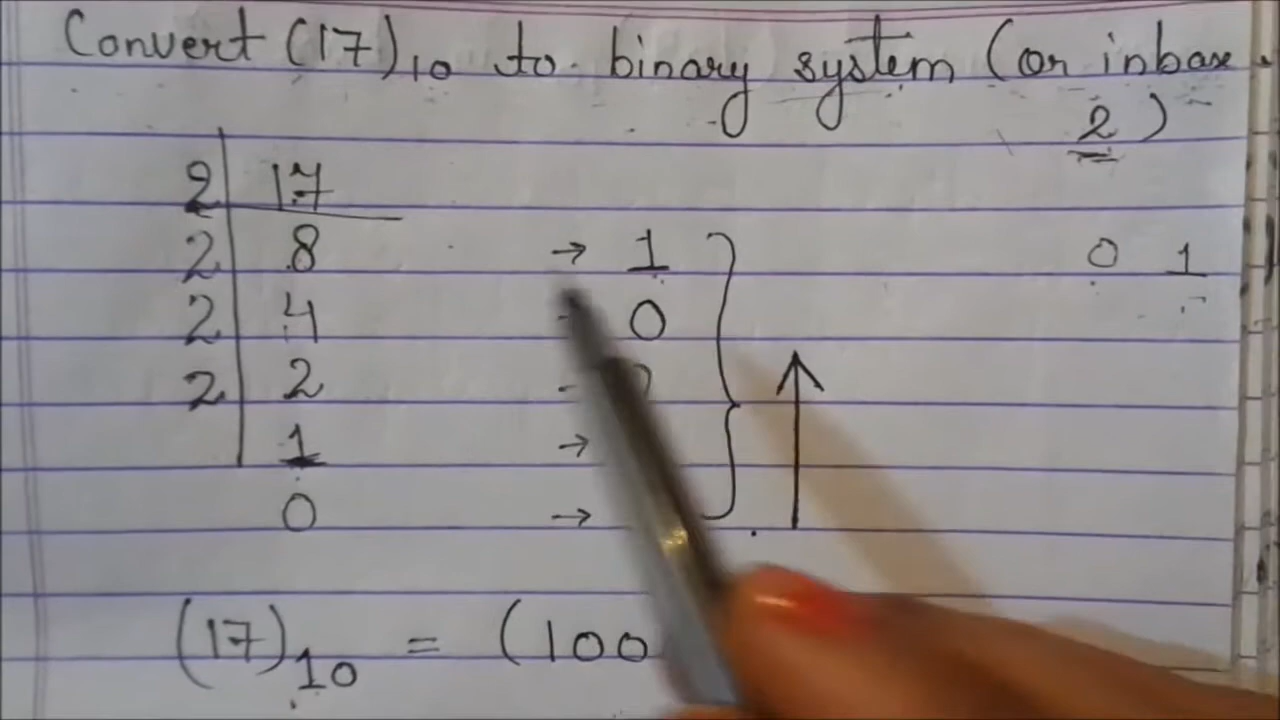 Convert (17)10 to binary system (or in base
2)
2 17
2 8 → 1 0 1
2 4 - 0
2 2 -
1 →
0 →
(17)10 = (100